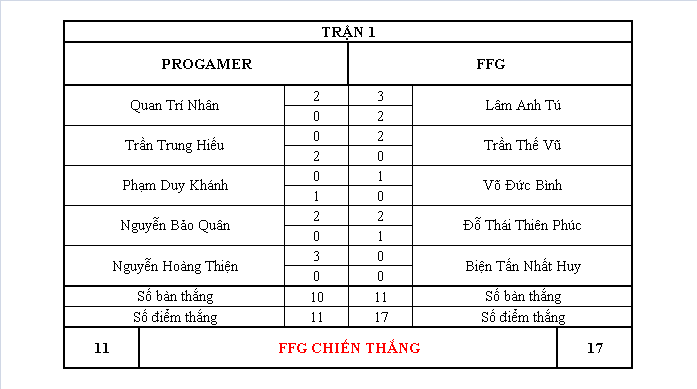 TRẬN 1
PROGAMER FFG
Quan Trí Nhân 2 3 Lâm Anh Tú
0 2
Trần Trung Hiếu 0 2 Trần Thế Vũ
2 0
Phạm Duy Khánh 0 1 Võ Đức Bình
1 0
Nguyễn Bảo Quân 2 2 Đỗ Thái Thiên Phúc
0 1
Nguyễn Hoàng Thiện 3 0 Biện Tấn Nhất Huy
0 0
Số bàn thắng 10 11 Số bàn thắng
Số điểm thắng 11 17 Số điểm thắng
11 FFG CHIẾN THẮNG 17